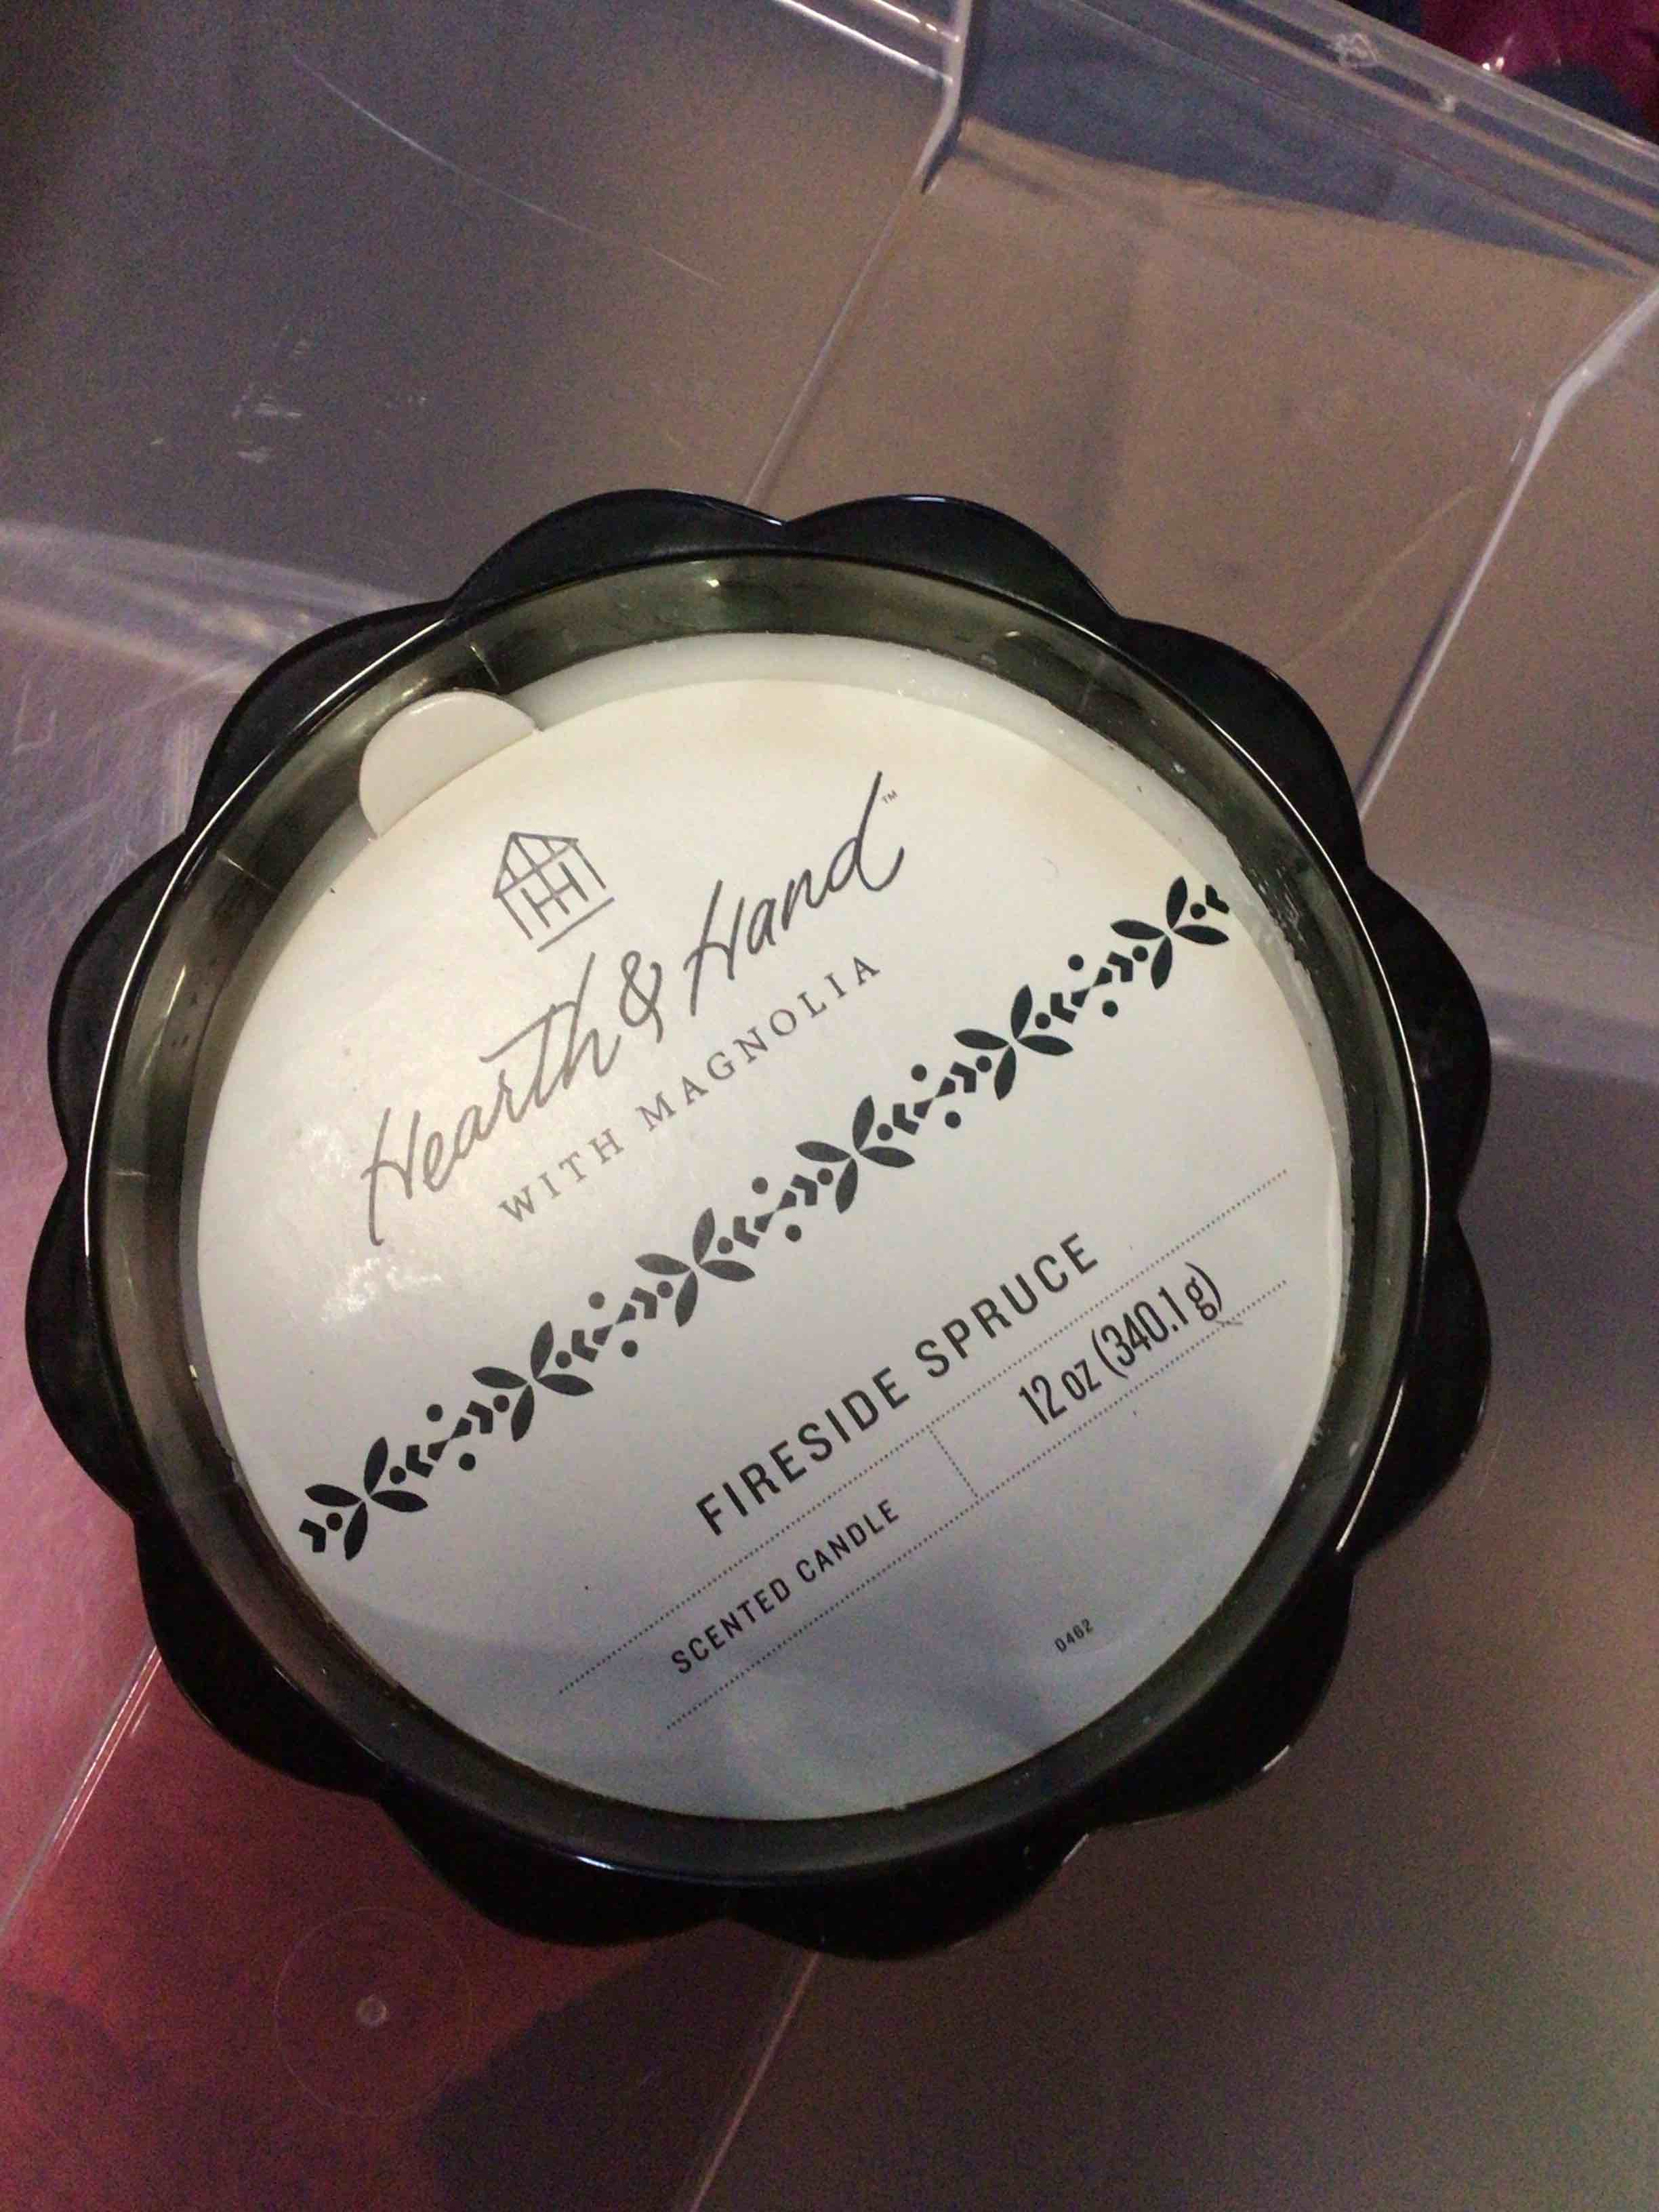 Hearth & Hand™
WITH MAGNOLIA
FIRESIDE SPRUCE
SCENTED CANDLE
12 oz (340.1 g)
0462